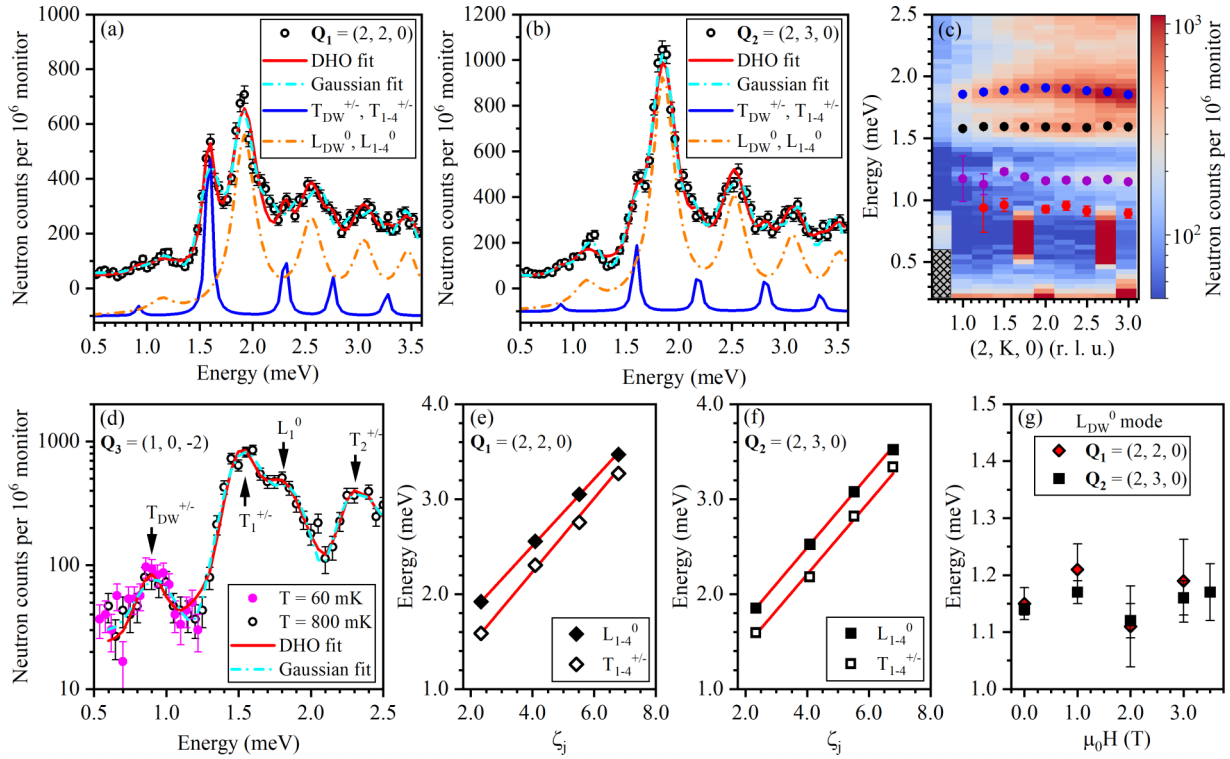 (a)
Q₁ = (2, 2, 0)
DHO fit
Gaussian fit
T_DW^+/-, T_1-4^+/-
L_DW^0, L_1-4^0
Neutron counts per 10⁶ monitor
1000
800
600
400
200
0
0.5 1.0 1.5 2.0 2.5 3.0 3.5
Energy (meV)
(b)
Q₂ = (2, 3, 0)
DHO fit
Gaussian fit
T_DW^+/-, T_1-4^+/-
L_DW^0, L_1-4^0
Neutron counts per 10⁶ monitor
1200
1000
800
600
400
200
0
0.5 1.0 1.5 2.0 2.5 3.0 3.5
Energy (meV)
(c)
Energy (meV)
2.5
2.0
1.5
1.0
0.5
1.0 1.5 2.0 2.5 3.0
(2, K, 0) (r. l. u.)
10³
10²
Neutron counts per 10⁶ monitor
(d)
Q₃ = (1, 0, -2)
L₁^0
T₂^+/-
T_DW^+/-
T₁^+/-
T = 60 mK
T = 800 mK
DHO fit
Gaussian fit
Neutron counts per 10⁶ monitor
1000
100
10
0.5 1.0 1.5 2.0 2.5
Energy (meV)
(e)
Q₁ = (2, 2, 0)
L_1-4^0
T_1-4^+/-
Energy (meV)
4.0
3.0
2.0
1.0
2.0 4.0 6.0 8.0
ζ_j
(f)
Q₂ = (2, 3, 0)
L_1-4^0
T_1-4^+/-
Energy (meV)
4.0
3.0
2.0
1.0
2.0 4.0 6.0 8.0
ζ_j
(g)
L_DW^0 mode
Q₁ = (2, 2, 0)
Q₂ = (2, 3, 0)
Energy (meV)
1.5
1.4
1.3
1.2
1.1
1.0
0.0 1.0 2.0 3.0
μ₀H (T)